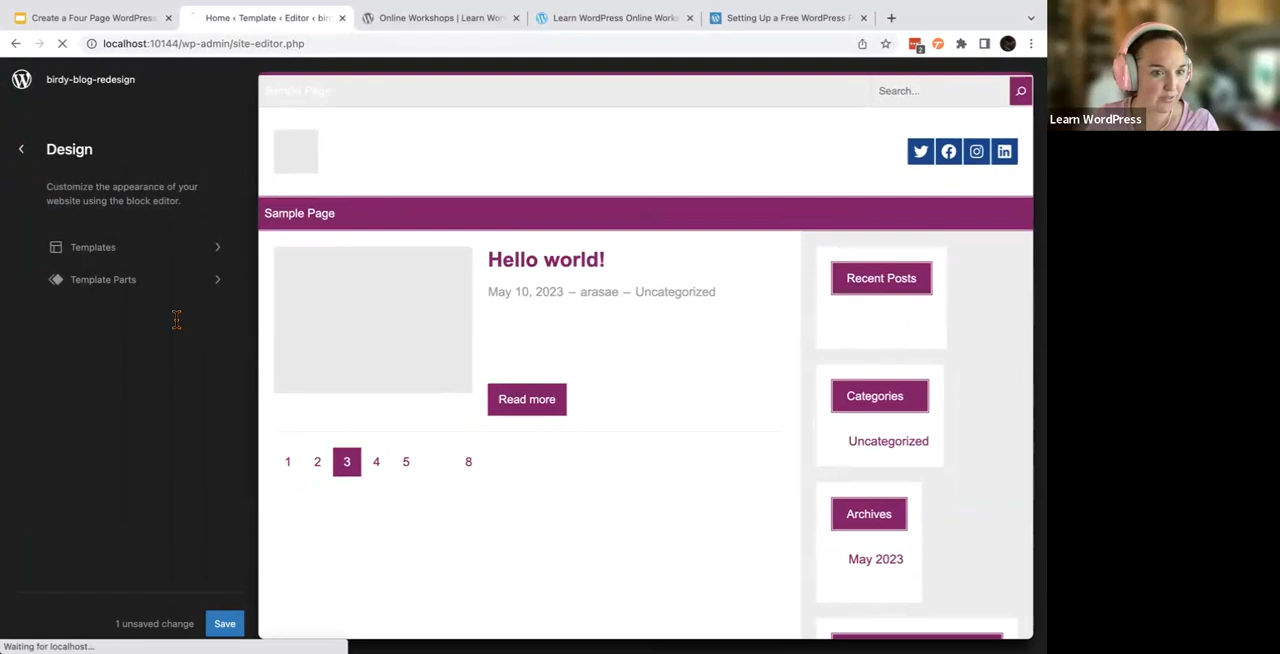 Create a Four Page WordPress
Home ‹ Template ‹ Editor ‹ bir
Online Workshops | Learn Wor
Learn WordPress Online Works
Setting Up a Free WordPress
localhost:10144/wp-admin/site-editor.php
2
birdy-blog-redesign
Sample Page
Search...
Learn WordPress
Design
Customize the appearance of your
website using the block editor.
Templates
Template Parts
Sample Page
Hello world!
May 10, 2023 – arasae – Uncategorized
Read more
1 2 3 4 5 8
Recent Posts
Categories
Uncategorized
Archives
May 2023
1 unsaved change
Save
Waiting for localhost...